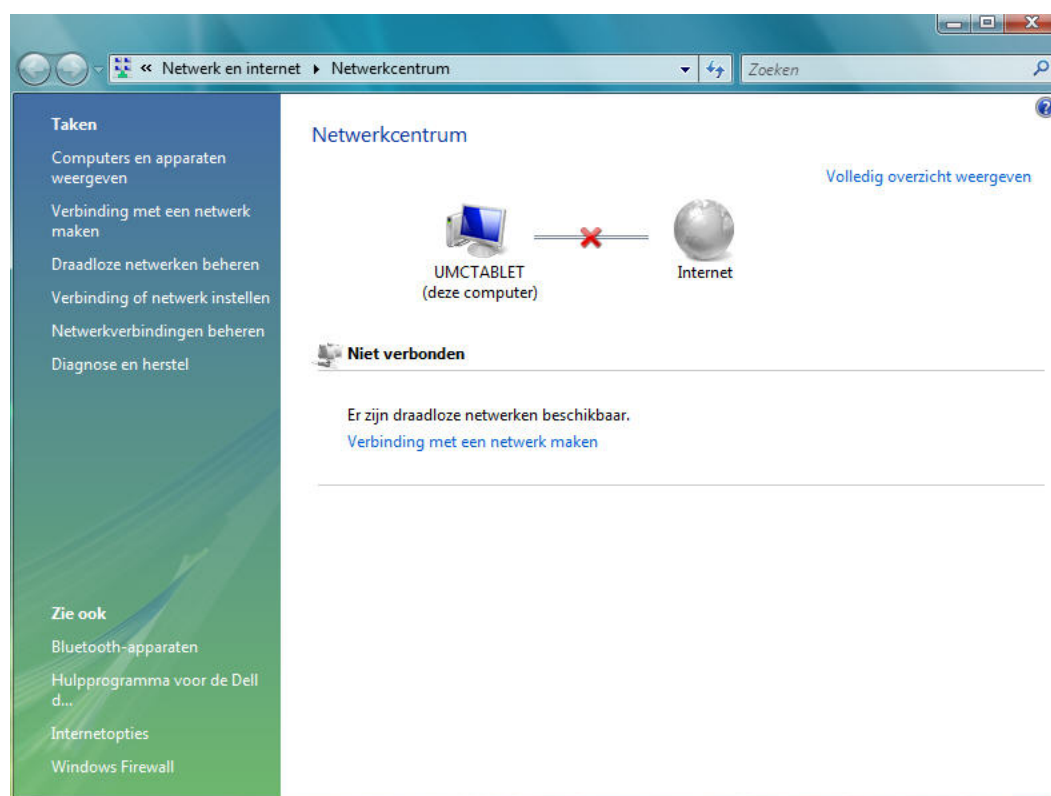 « Netwerk en internet ▸ Netwerkcentrum
Zoeken
Taken
Computers en apparaten
weergeven
Verbinding met een netwerk
maken
Draadloze netwerken beheren
Verbinding of netwerk instellen
Netwerkverbindingen beheren
Diagnose en herstel
Zie ook
Bluetooth-apparaten
Hulpprogramma voor de Dell
d...
Internetopties
Windows Firewall
Netwerkcentrum
Volledig overzicht weergeven
UMCTABLET
(deze computer)
Internet
Niet verbonden
Er zijn draadloze netwerken beschikbaar.
Verbinding met een netwerk maken